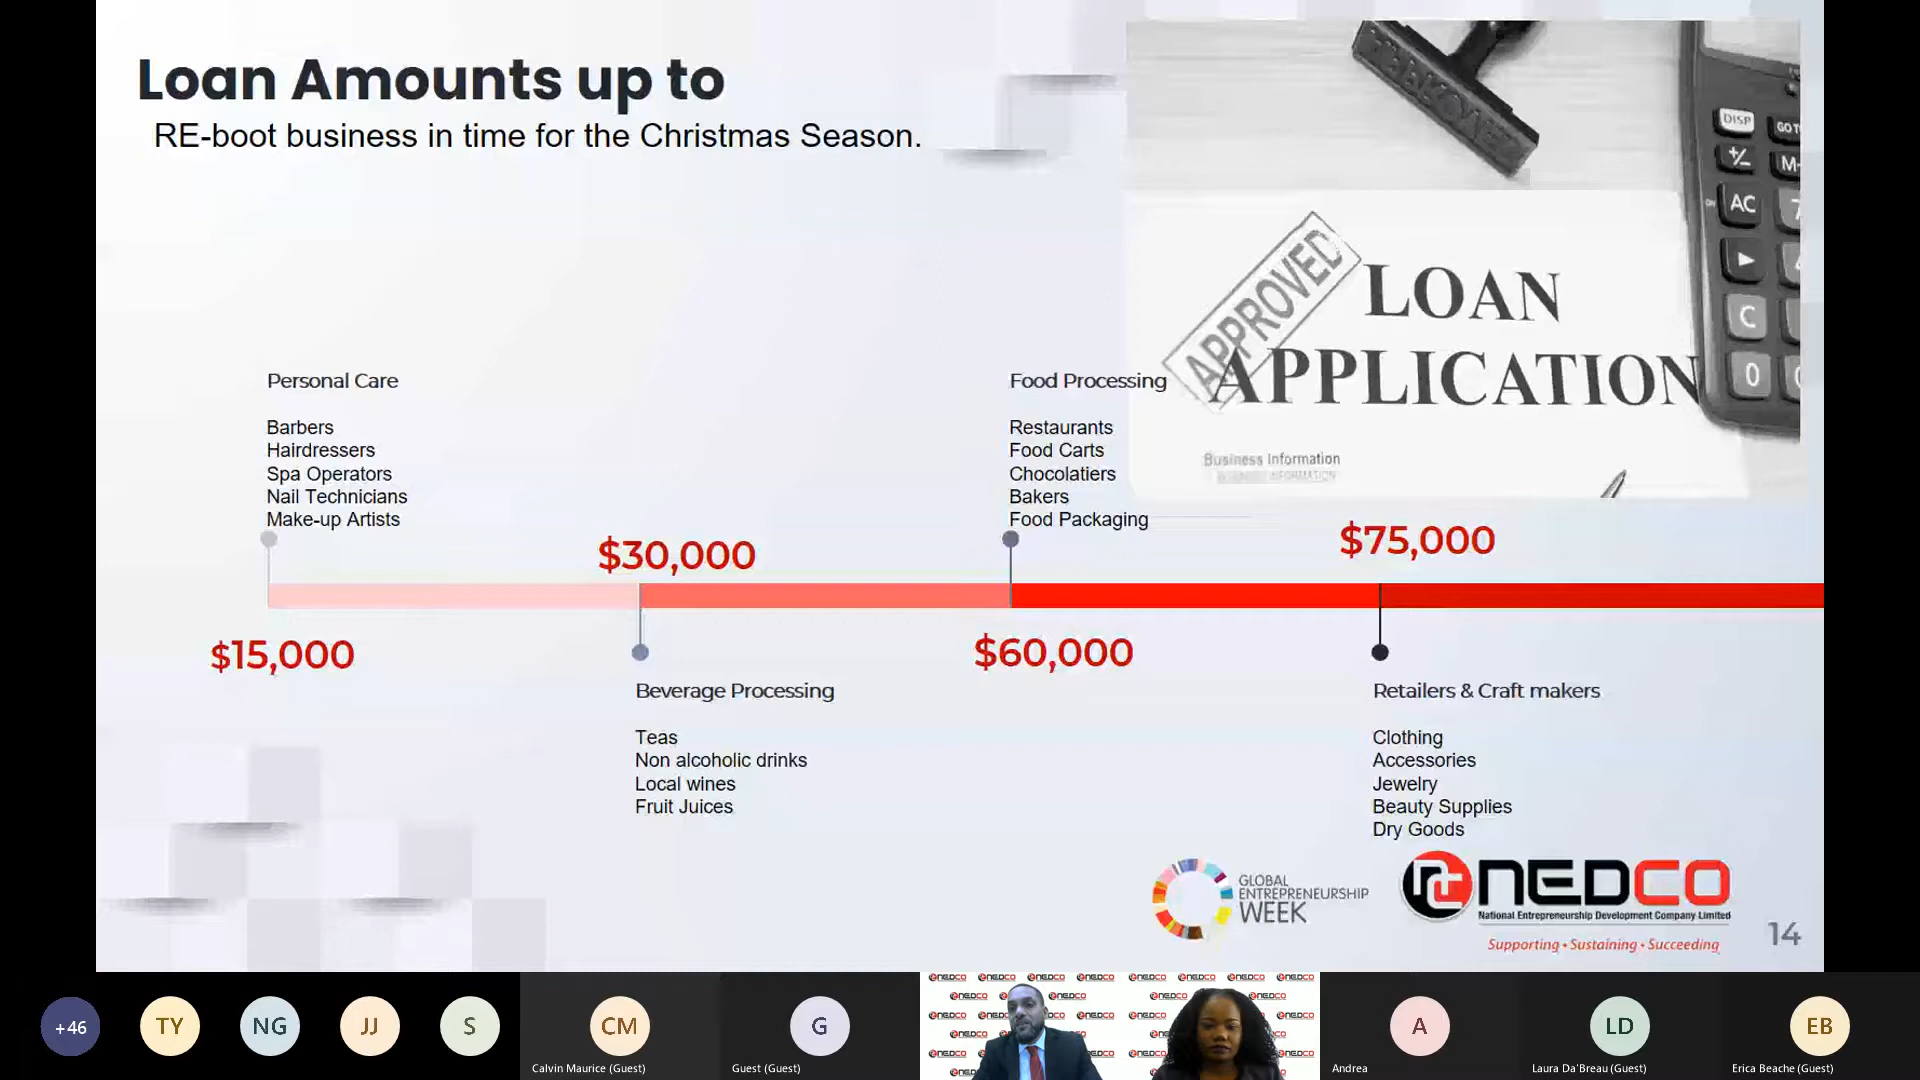 Loan Amounts up to
RE-boot business in time for the Christmas Season.
DISP
GO T
+/-
M-
AC
7
C
0
APPROVED
LOAN
APPLICATION
Business Information
Personal Care
Barbers
Hairdressers
Spa Operators
Nail Technicians
Make-up Artists
Food Processing
Restaurants
Food Carts
Chocolatiers
Bakers
Food Packaging
$30,000
$75,000
$15,000
$60,000
Beverage Processing
Teas
Non alcoholic drinks
Local wines
Fruit Juices
Retailers & Craft makers
Clothing
Accessories
Jewelry
Beauty Supplies
Dry Goods
GLOBAL
ENTREPRENEURSHIP
WEEK
NEDCO
National Entrepreneurship Development Company Limited
Supporting • Sustaining • Succeeding
14
+46
TY
NG
JJ
S
CM
Calvin Maurice (Guest)
G
Guest (Guest)
A
Andrea
LD
Laura Da'Breau (Guest)
EB
Erica Beache (Guest)